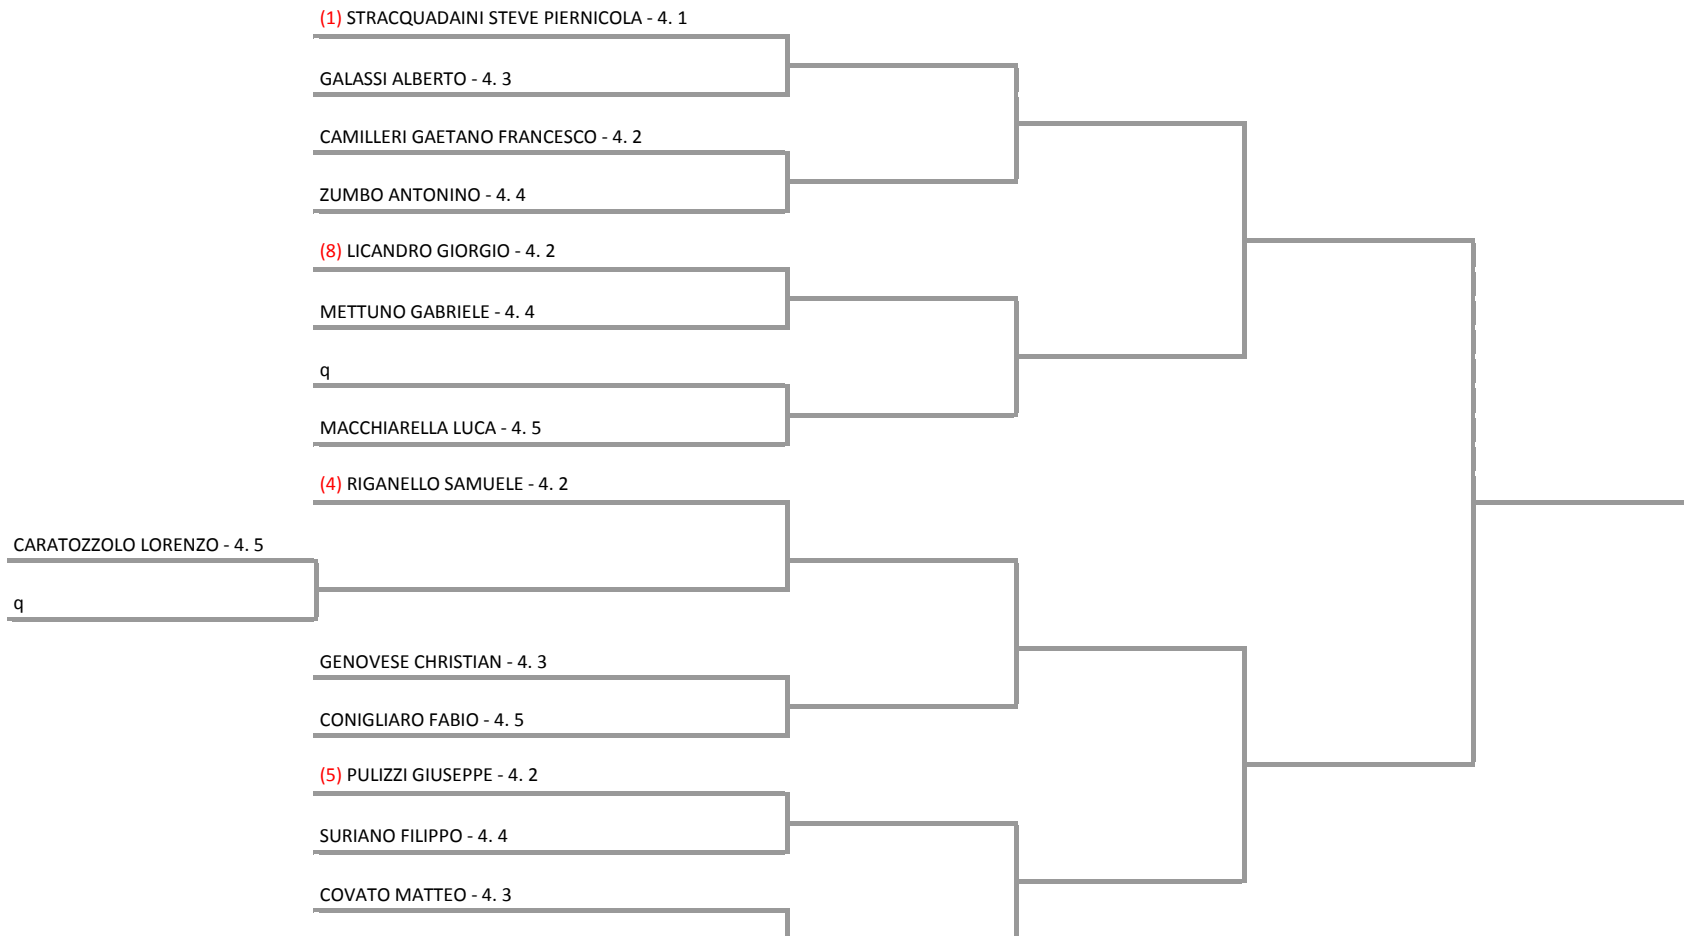 (1) STRACQUADAINI STEVE PIERNICOLA - 4. 1
GALASSI ALBERTO - 4. 3
CAMILLERI GAETANO FRANCESCO - 4. 2
ZUMBO ANTONINO - 4. 4
(8) LICANDRO GIORGIO - 4. 2
METTUNO GABRIELE - 4. 4
q
MACCHIARELLA LUCA - 4. 5
(4) RIGANELLO SAMUELE - 4. 2
CARATOZZOLO LORENZO - 4. 5
q
GENOVESE CHRISTIAN - 4. 3
CONIGLIARO FABIO - 4. 5
(5) PULIZZI GIUSEPPE - 4. 2
SURIANO FILIPPO - 4. 4
COVATO MATTEO - 4. 3